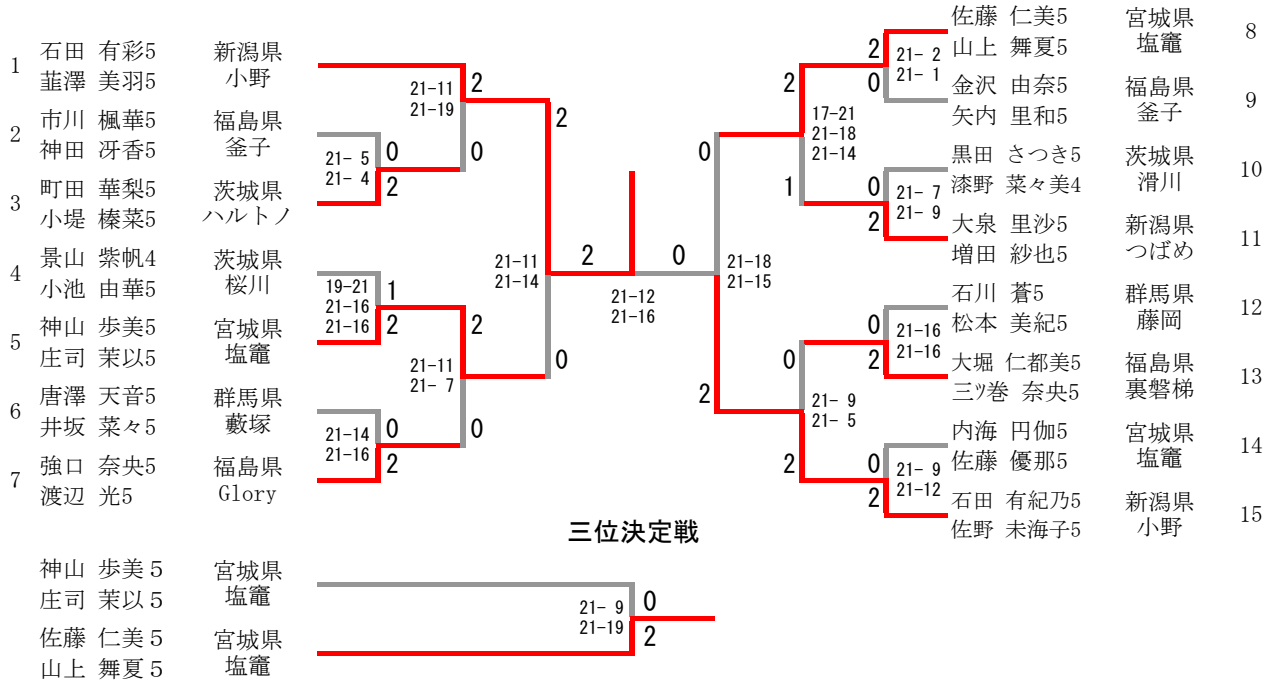 1 石田 有彩5 新潟県
韮澤 美羽5 小野
2 市川 楓華5 福島県
神田 冴香5 釜子
3 町田 華梨5 茨城県
小堤 榛菜5 ハルトノ
4 景山 紫帆4 茨城県
小池 由華5 桜川
5 神山 歩美5 宮城県
庄司 茉以5 塩竈
6 唐澤 天音5 群馬県
井坂 菜々5 藪塚
7 強口 奈央5 福島県
渡辺 光5 Glory
21-11 2
21-19 0
21- 5 0
21- 4 2
19-21 1
21-16
21-16 2
21-11 2
21- 7 0
21-14 0
21-16 2
2
21-11
21-14
0
2 0
21-12
21-16
0
21-18
21-15
2
2
17-21
21-18
21-14
1
0
21- 9
21- 5
2
2 21- 2
0 21- 1
0 21- 7
2 21- 9
0 21-16
2 21-16
0 21- 9
2 21-12
佐藤 仁美5 宮城県 8
山上 舞夏5 塩竈
金沢 由奈5 福島県 9
矢内 里和5 釜子
黒田 さつき5 茨城県 10
漆野 菜々美4 滑川
大泉 里沙5 新潟県 11
増田 紗也5 つばめ
石川 蒼5 群馬県 12
松本 美紀5 藤岡
大堀 仁都美5 福島県 13
三ツ巻 奈央5 裏磐梯
内海 円伽5 宮城県 14
佐藤 優那5 塩竈
石田 有紀乃5 新潟県 15
佐野 未海子5 小野
三位決定戦
神山 歩美５ 宮城県
庄司 茉以５ 塩竈
佐藤 仁美５ 宮城県
山上 舞夏５ 塩竈
21- 9 0
21-19 2